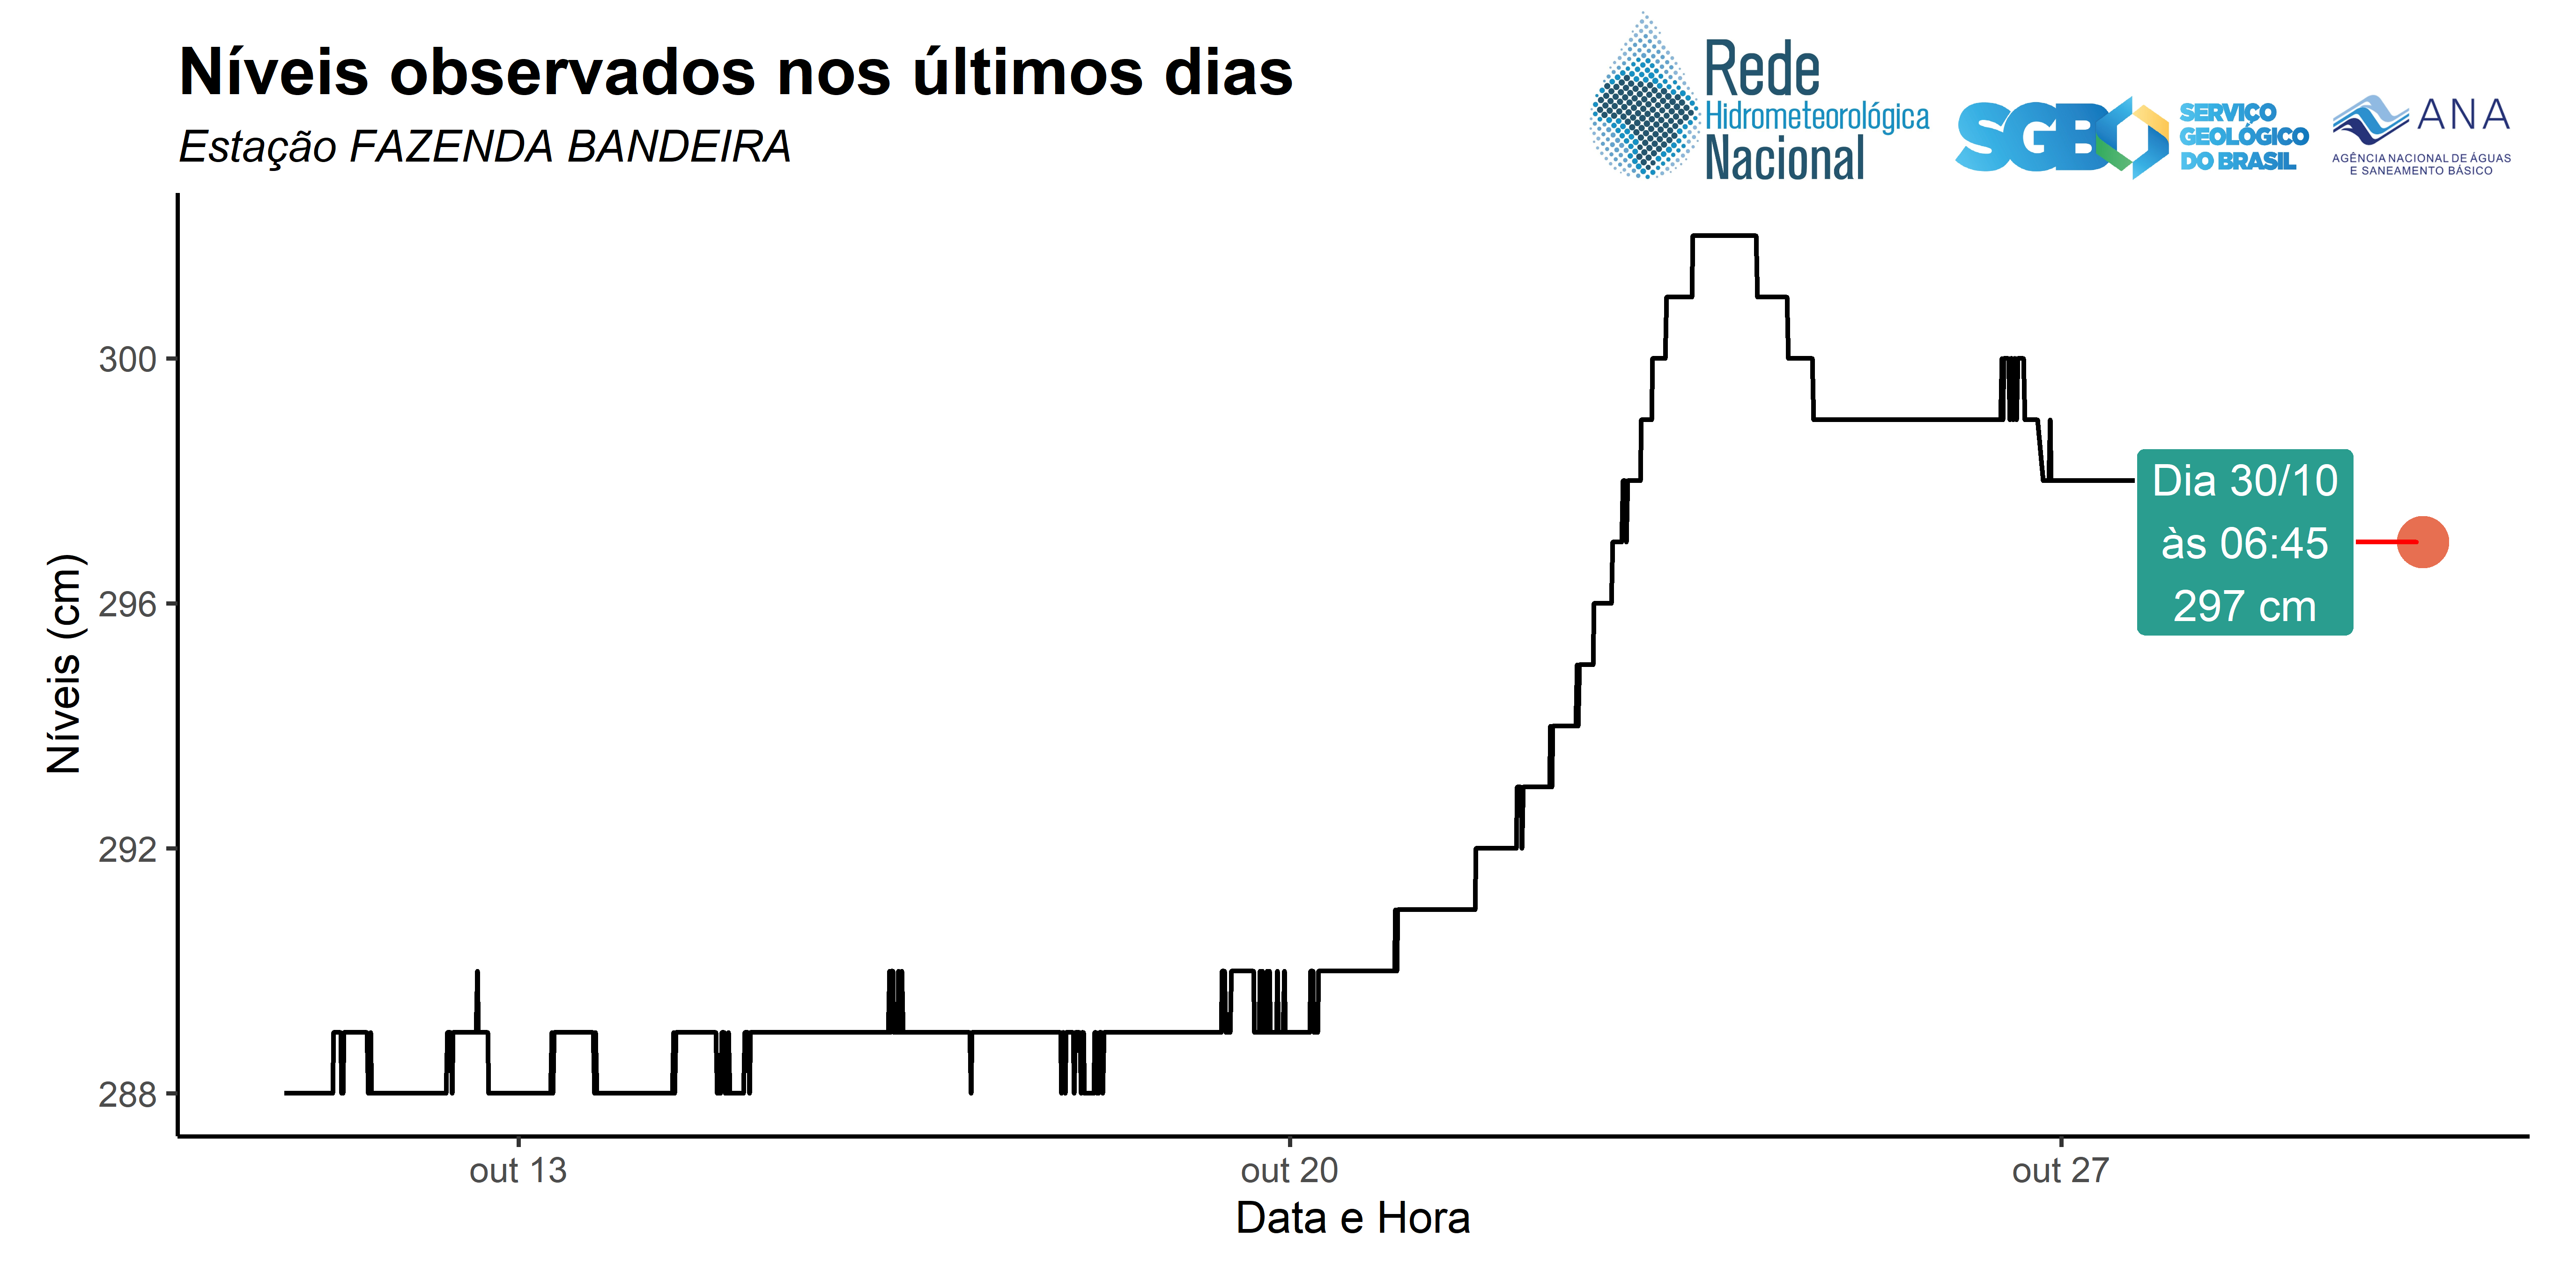 Níveis observados nos últimos dias
Estação FAZENDA BANDEIRA
Rede
Hidrometeorológica
Nacional
SGB
SERVIÇO
GEOLÓGICO
DO BRASIL
ANA
AGÊNCIA NACIONAL DE ÁGUAS
E SANEAMENTO BÁSICO
Níveis (cm)
300
296
292
288
Dia 30/10
às 06:45
297 cm
out 13
out 20
out 27
Data e Hora